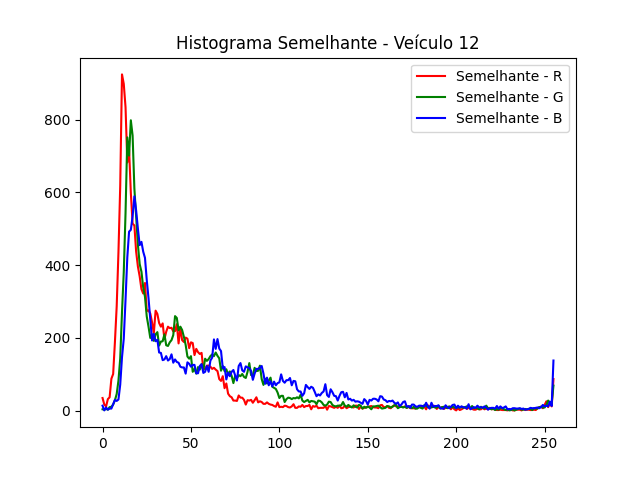 Histograma Semelhante - Veículo 12
Semelhante - R
Semelhante - G
Semelhante - B
800
600
400
200
0
0 50 100 150 200 250